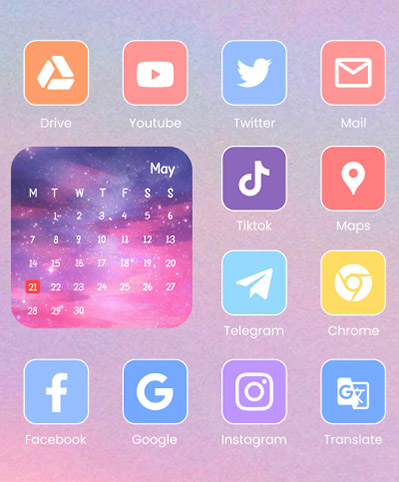 Drive
Youtube
Twitter
Mail
May
M T W T F S S
1 2 3 4 5 6
7 8 9 10 11 12 13
14 15 16 17 18 19 20
21 22 23 24 25 26 27
28 29 30
Tiktok
Maps
Telegram
Chrome
Facebook
Google
Instagram
Translate